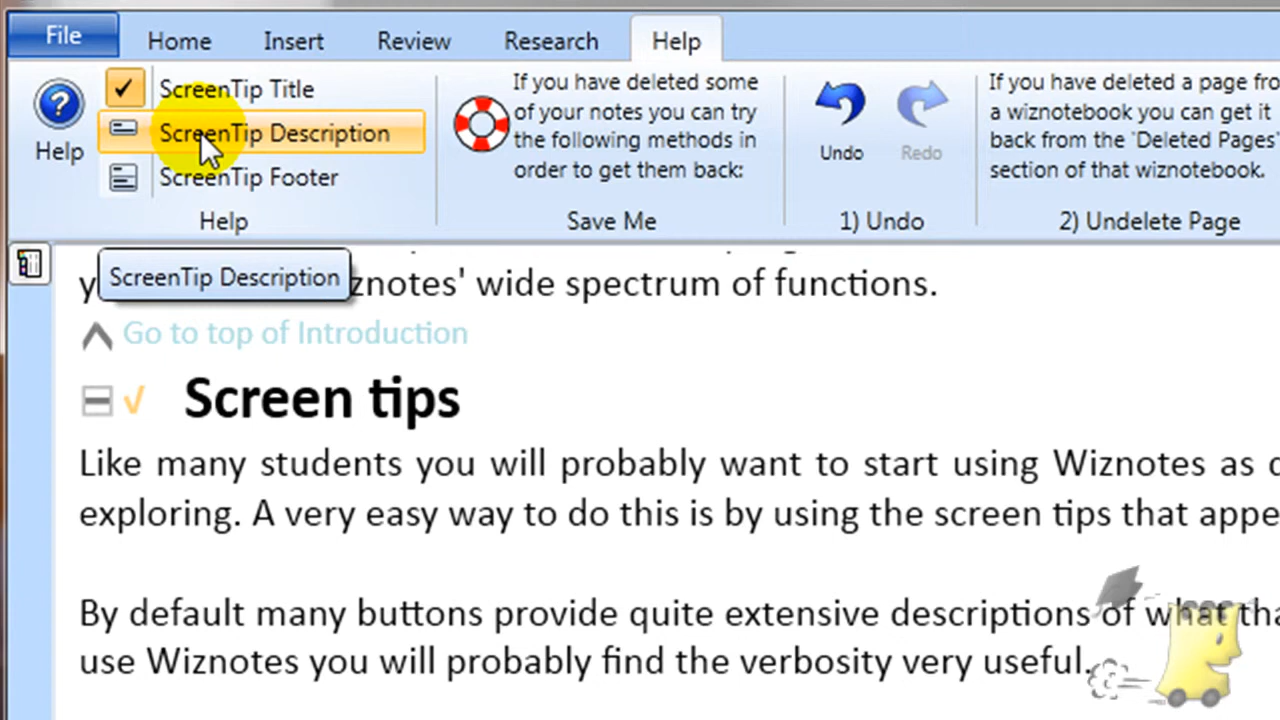 File Home Insert Review Research Help
ScreenTip Title
ScreenTip Description
ScreenTip Footer
Help
Help
If you have deleted some
of your notes you can try
the following methods in
order to get them back:
Save Me
Undo Redo
1) Undo
If you have deleted a page fro
a wiznotebook you can get it
back from the 'Deleted Pages'
section of that wiznotebook.
2) Undelete Page
ScreenTip Description
znotes' wide spectrum of functions.
Go to top of Introduction
Screen tips
Like many students you will probably want to start using Wiznotes as
exploring. A very easy way to do this is by using the screen tips that appe
By default many buttons provide quite extensive descriptions of what tha
use Wiznotes you will probably find the verbosity very useful.